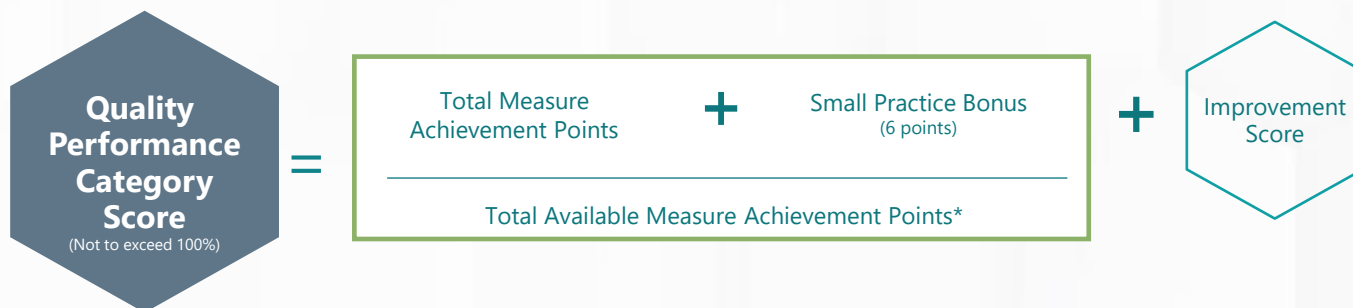 Quality
Performance
Category
Score
(Not to exceed 100%)
=
Total Measure
Achievement Points
+
Small Practice Bonus
(6 points)
Total Available Measure Achievement Points*
+
Improvement
Score